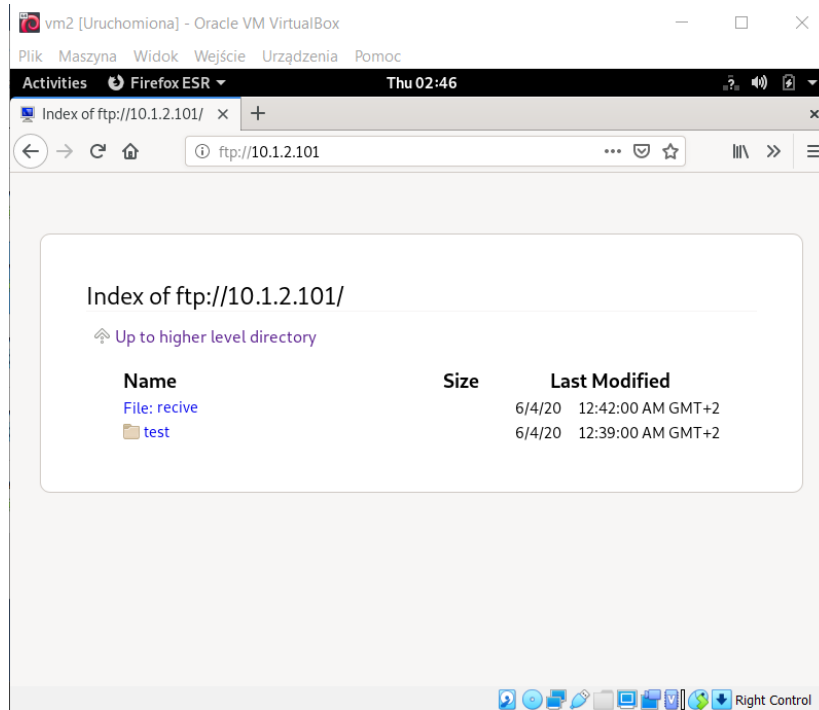 vm2 [Uruchomiona] - Oracle VM VirtualBox
Plik Maszyna Widok Wejście Urządzenia Pomoc
Activities Firefox ESR Thu 02:46
Index of ftp://10.1.2.101/
ftp://10.1.2.101
Index of ftp://10.1.2.101/
Up to higher level directory
Name Size Last Modified
File: recive 6/4/20 12:42:00 AM GMT+2
test 6/4/20 12:39:00 AM GMT+2
Right Control